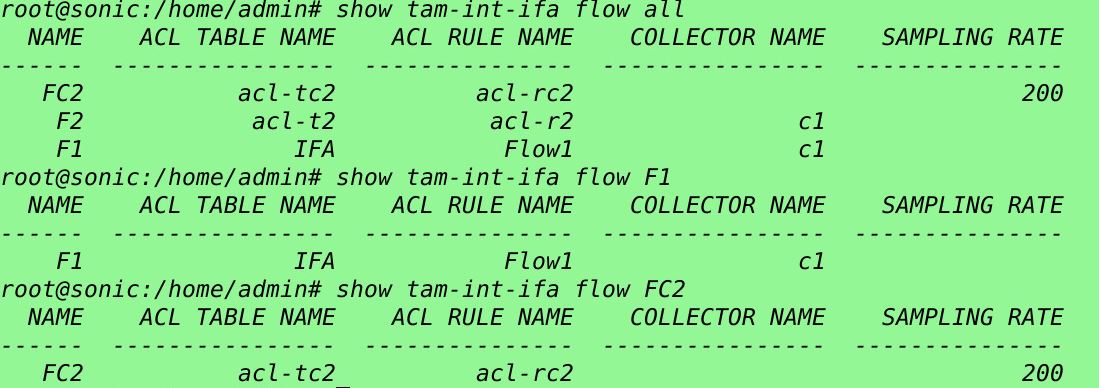 root@sonic:/home/admin# show tam-int-ifa flow all
  NAME    ACL TABLE NAME    ACL RULE NAME    COLLECTOR NAME    SAMPLING RATE
------  ----------------  ---------------  ----------------  ---------------
   FC2           acl-tc2          acl-rc2                                200
    F2            acl-t2           acl-r2                c1
    F1               IFA            Flow1                c1
root@sonic:/home/admin# show tam-int-ifa flow F1
  NAME    ACL TABLE NAME    ACL RULE NAME    COLLECTOR NAME    SAMPLING RATE
------  ----------------  ---------------  ----------------  ---------------
    F1               IFA            Flow1                c1
root@sonic:/home/admin# show tam-int-ifa flow FC2
  NAME    ACL TABLE NAME    ACL RULE NAME    COLLECTOR NAME    SAMPLING RATE
------  ----------------  ---------------  ----------------  ---------------
   FC2           acl-tc2          acl-rc2                                200